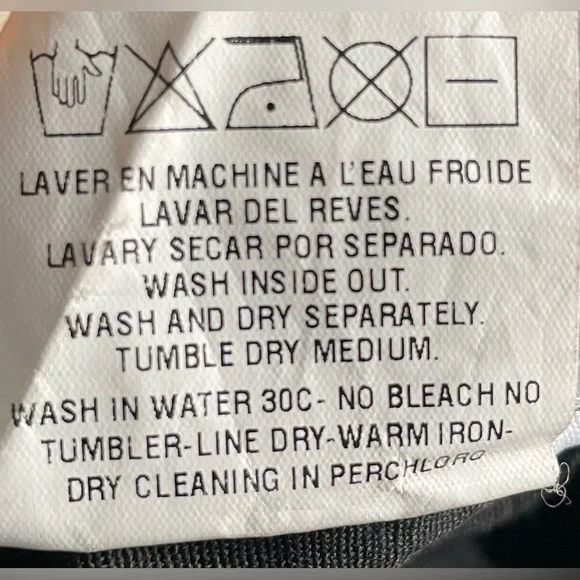 LAVER EN MACHINE A L'EAU FROIDE
LAVAR DEL REVES.
LAVARY SECAR POR SEPARADO.
WASH INSIDE OUT.
WASH AND DRY SEPARATELY.
TUMBLE DRY MEDIUM.
WASH IN WATER 30C- NO BLEACH NO
TUMBLER-LINE DRY-WARM IRON-
DRY CLEANING IN PERCHLORO